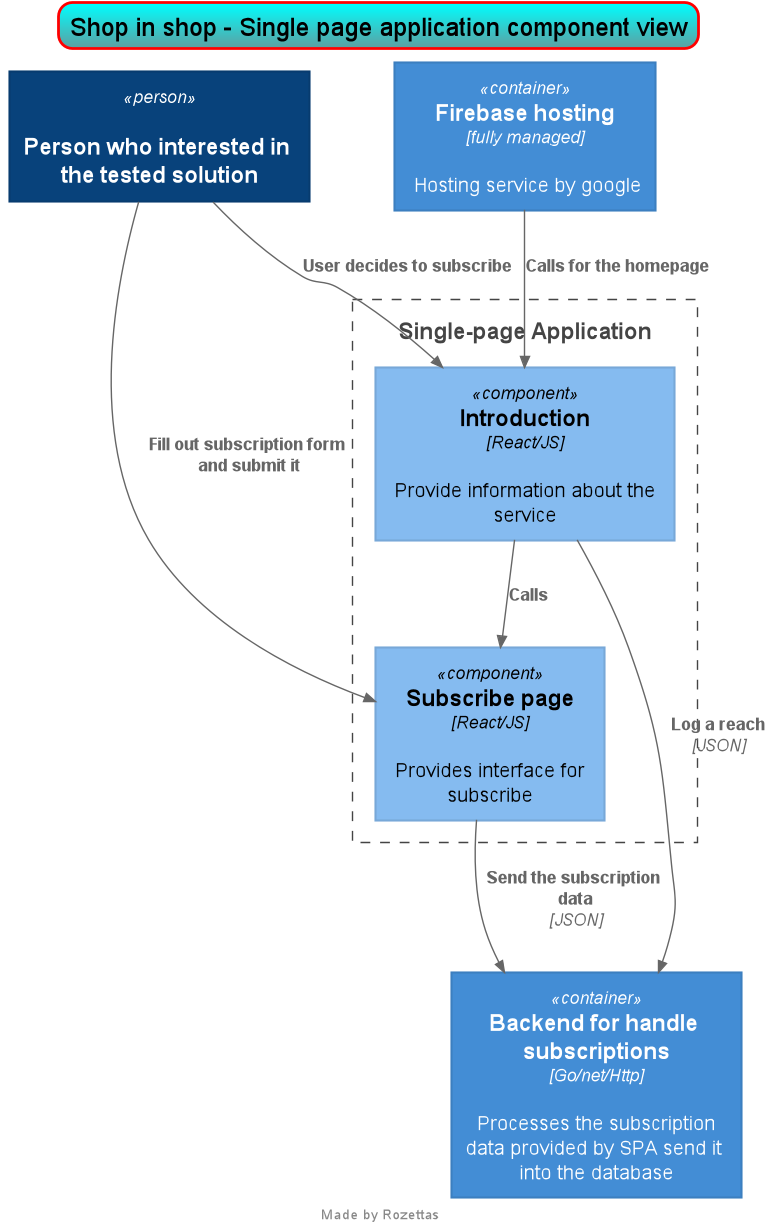 Shop in shop - Single page application component view
«person»
Person who interested in
the tested solution
«container»
Firebase hosting
[fully managed]
Hosting service by google
User decides to subscribe
Calls for the homepage
Single-page Application
«component»
Introduction
[React/JS]
Provide information about the
service
Fill out subscription form
and submit it
Calls
«component»
Subscribe page
[React/JS]
Provides interface for
subscribe
Log a reach
[JSON]
Send the subscription
data
[JSON]
«container»
Backend for handle
subscriptions
[Go/net/Http]
Processes the subscription
data provided by SPA send it
into the database
Made by Rozettas